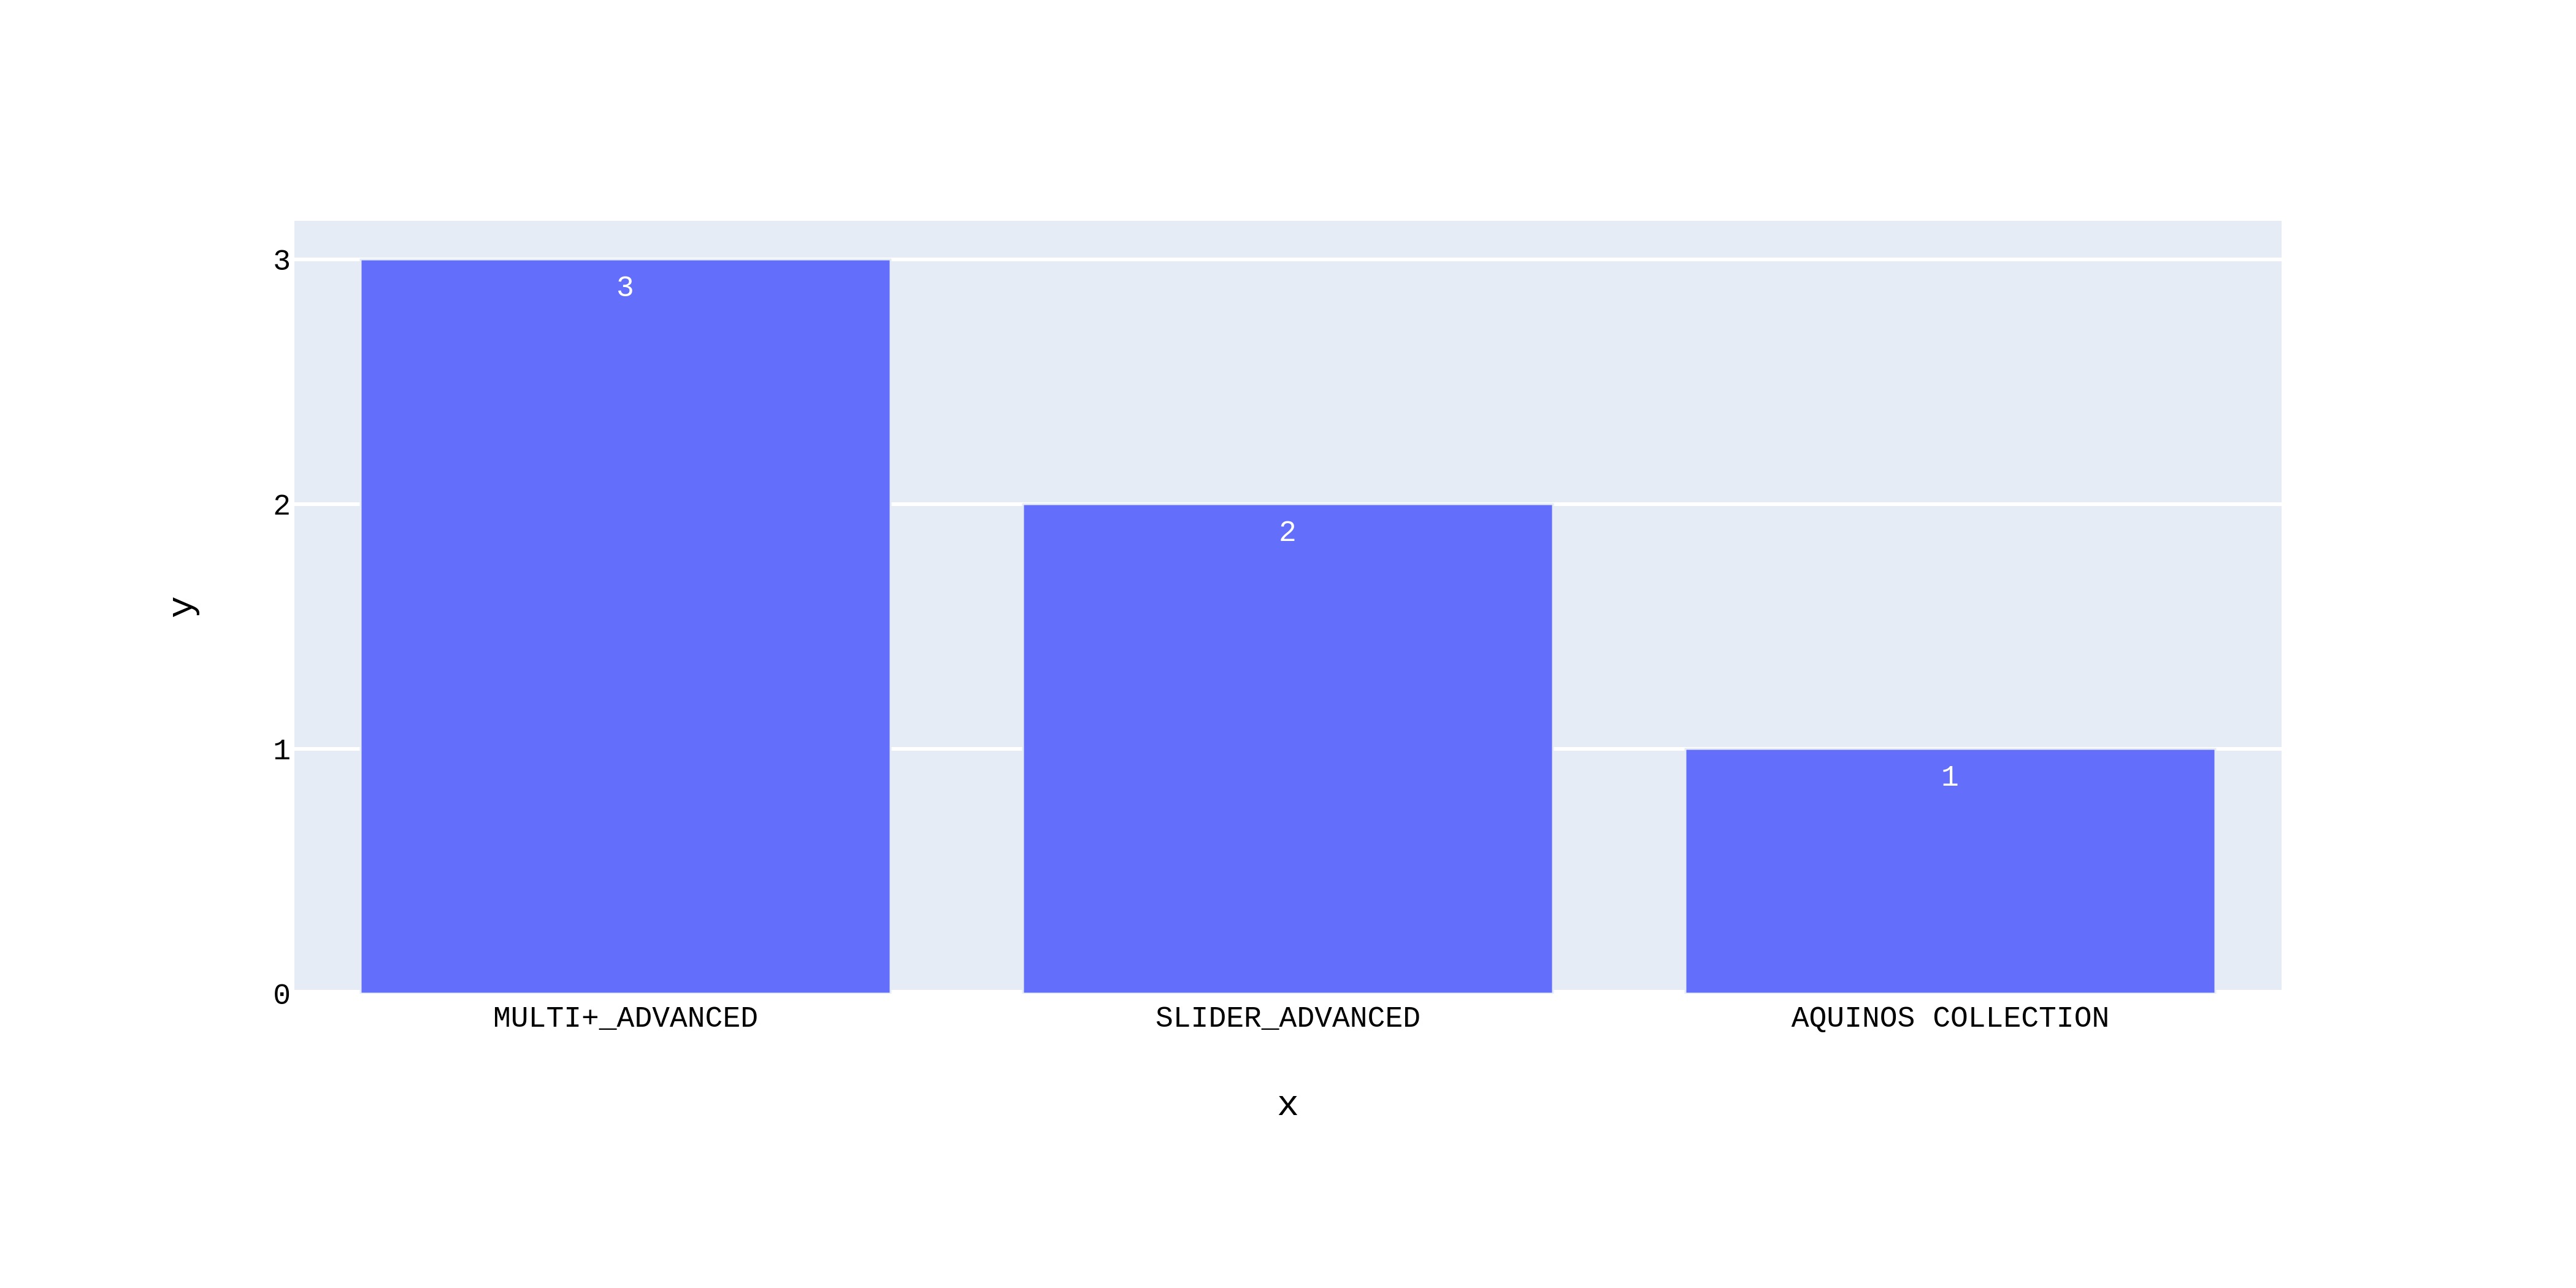 3
3
2
2
1
1
0
y
MULTI+_ADVANCED
SLIDER_ADVANCED
AQUINOS COLLECTION
x